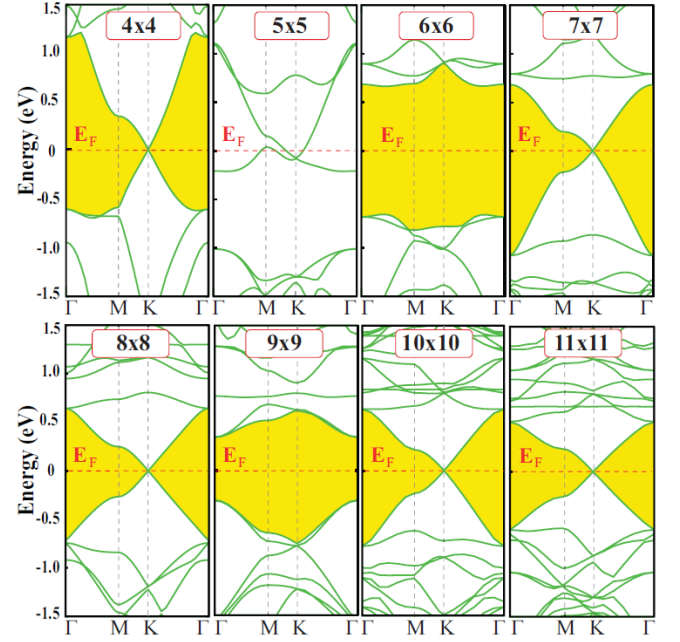 4x4
5x5
6x6
7x7
Energy (eV)
1.5
1.0
0.5
0
-0.5
-1.0
-1.5
E_F
E_F
E_F
E_F
Γ M K Γ
Γ M K Γ
Γ M K Γ
Γ M K Γ
8x8
9x9
10x10
11x11
Energy (eV)
1.5
1.0
0.5
0
-0.5
-1.0
-1.5
E_F
E_F
E_F
E_F
Γ M K Γ
Γ M K Γ
Γ M K Γ
Γ M K Γ